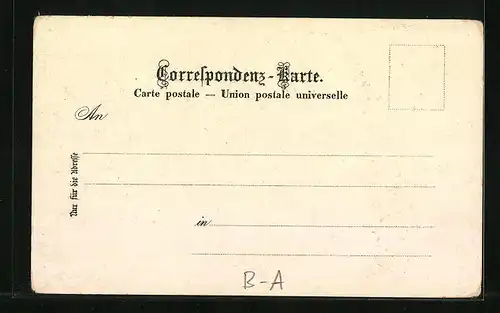 Correſpondenz-Karte.
Carte postale — Union postale universelle
An
Nur für die Adreſſe
in
B-A